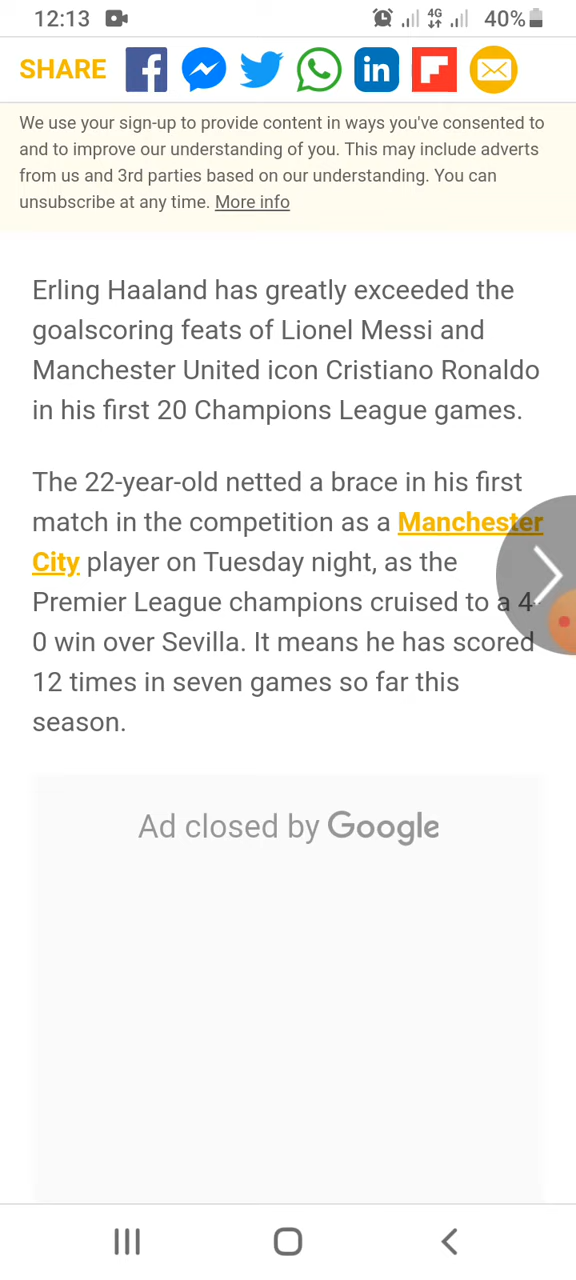 12:13 4G 40%
SHARE f in
We use your sign-up to provide content in ways you've consented to
and to improve our understanding of you. This may include adverts
from us and 3rd parties based on our understanding. You can
unsubscribe at any time. More info
Erling Haaland has greatly exceeded the
goalscoring feats of Lionel Messi and
Manchester United icon Cristiano Ronaldo
in his first 20 Champions League games.
The 22-year-old netted a brace in his first
match in the competition as a Manchester
City player on Tuesday night, as the
Premier League champions cruised to a 4-
0 win over Sevilla. It means he has scored
12 times in seven games so far this
season.
Ad closed by Google